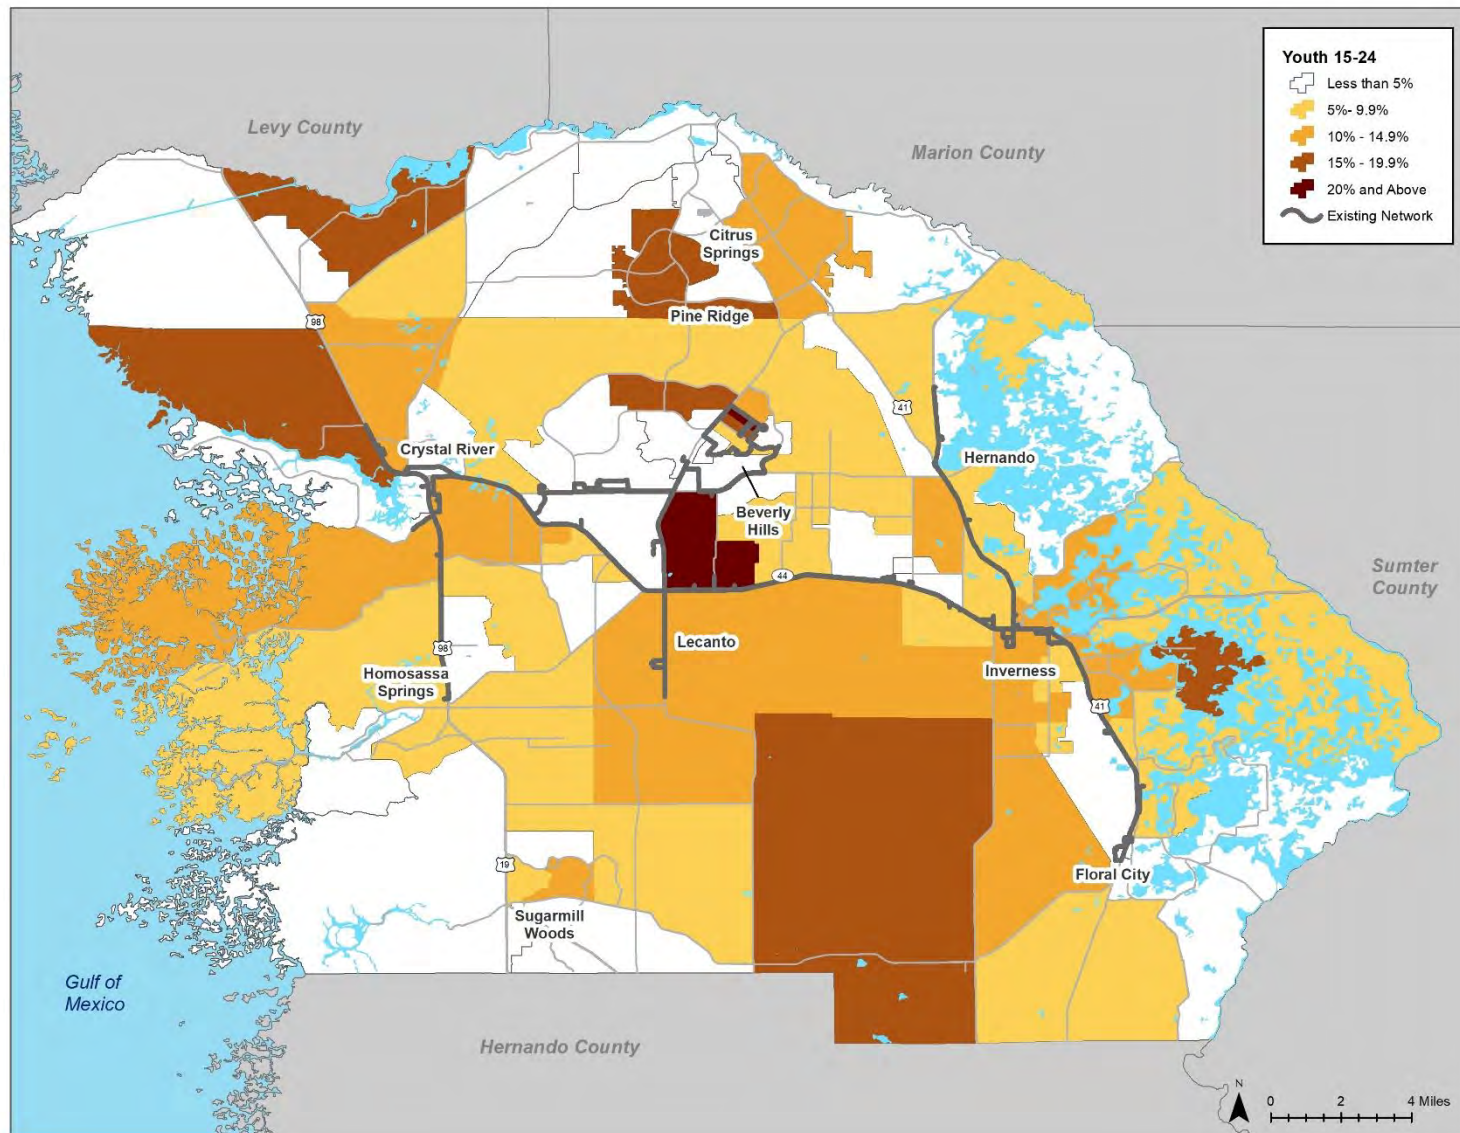 Youth 15-24
Less than 5%
5%- 9.9%
10% - 14.9%
15% - 19.9%
20% and Above
Existing Network
Levy County
Marion County
Citrus
Springs
Pine Ridge
98
41
Crystal River
Hernando
Beverly
Hills
44
Sumter
County
Lecanto
98
Homosassa
Springs
Inverness
41
19
Floral City
Sugarmill
Woods
Gulf of
Mexico
Hernando County
N
0 2 4 Miles